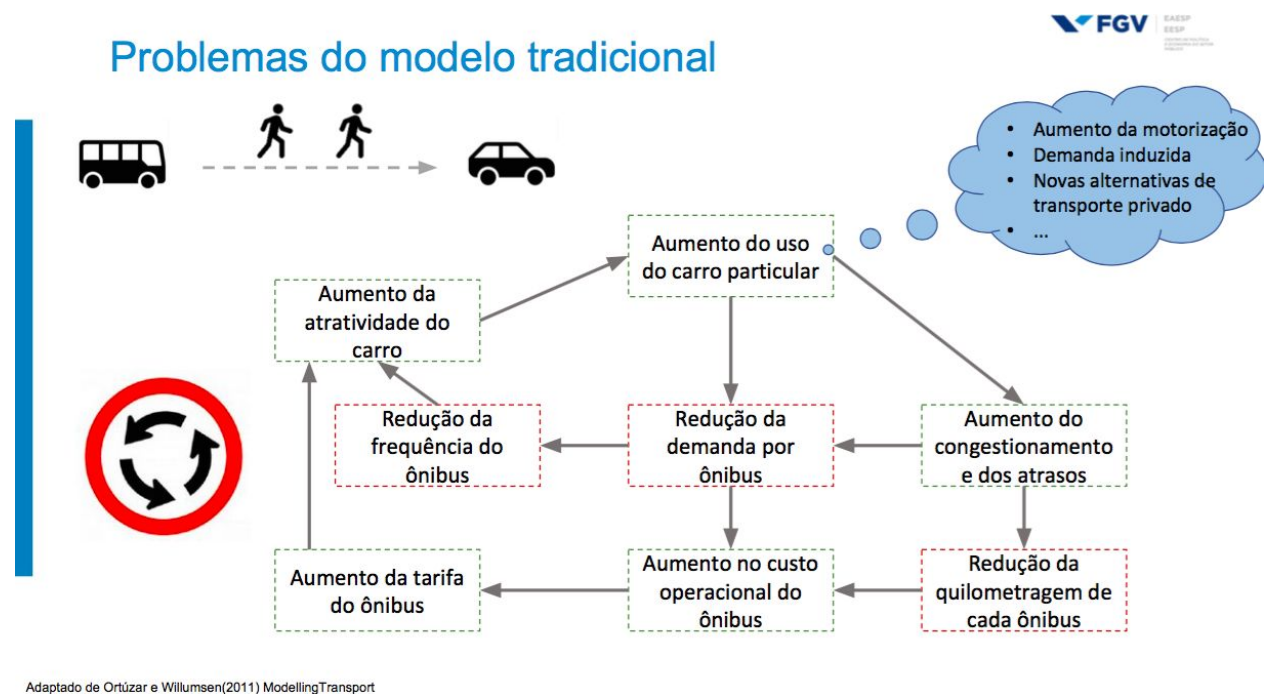 FGV
EAESP
EESP
Problemas do modelo tradicional
• Aumento da motorização
• Demanda induzida
• Novas alternativas de
transporte privado
• ...
Aumento do uso
do carro particular
Aumento da
atratividade do
carro
Redução da
frequência do
ônibus
Redução da
demanda por
ônibus
Aumento do
congestionamento
e dos atrasos
Aumento da tarifa
do ônibus
Aumento no custo
operacional do
ônibus
Redução da
quilometragem de
cada ônibus
Adaptado de Ortúzar e Willumsen(2011) ModellingTransport